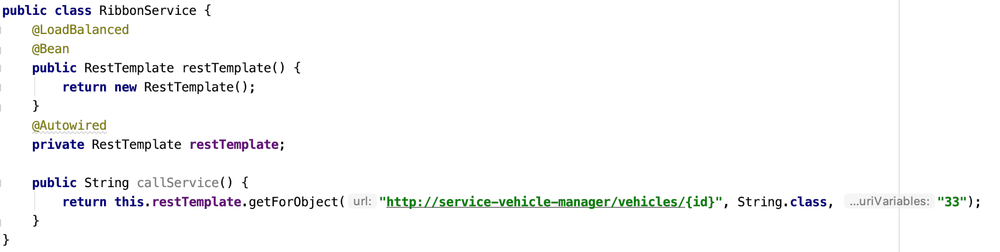 public class RibbonService {
@LoadBalanced
@Bean
public RestTemplate restTemplate() {
return new RestTemplate();
}
@Autowired
private RestTemplate restTemplate;
public String callService() {
return this.restTemplate.getForObject( url: "http://service-vehicle-manager/vehicles/{id}", String.class, ...uriVariables: "33");
}
}